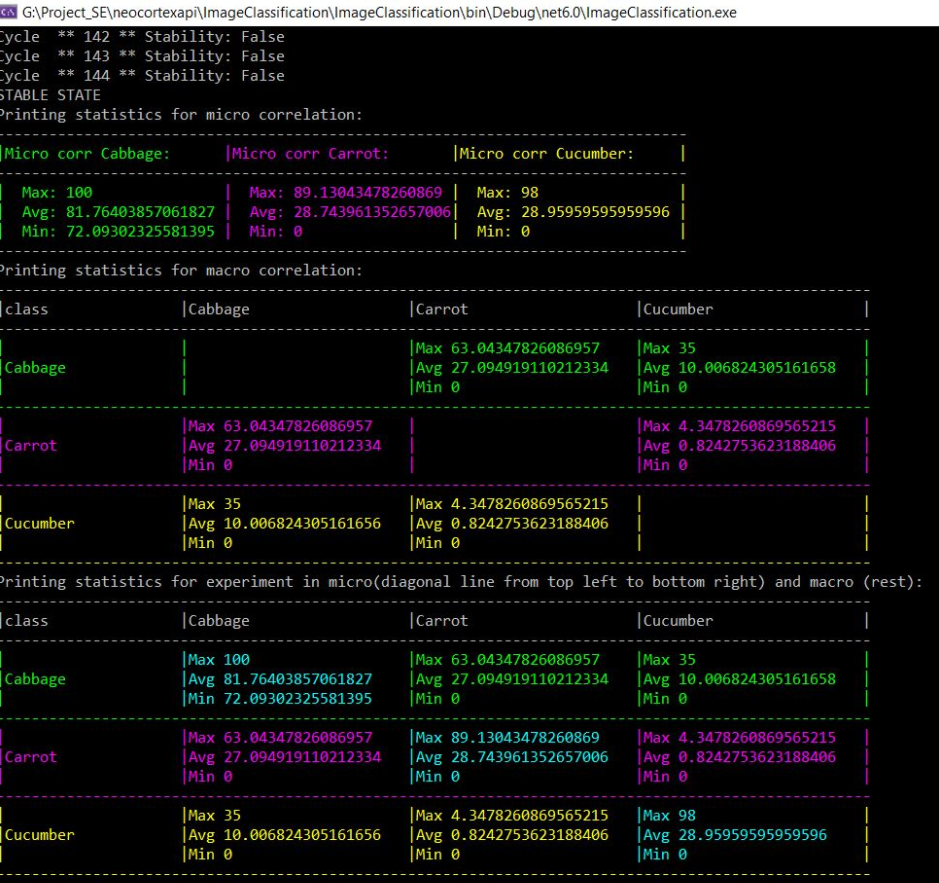 G:\Project_SE\neocortexapi\ImageClassification\ImageClassification\bin\Debug\net6.0\ImageClassification.exe
Cycle ** 142 ** Stability: False
Cycle ** 143 ** Stability: False
Cycle ** 144 ** Stability: False
STABLE STATE
Printing statistics for micro correlation:
|Micro corr Cabbage: |Micro corr Carrot: |Micro corr Cucumber: |
| Max: 100 | Max: 89.13043478260869 | Max: 98 |
| Avg: 81.76403857061827 | Avg: 28.743961352657006| Avg: 28.95959595959596 |
| Min: 72.09302325581395 | Min: 0 | Min: 0 |
Printing statistics for macro correlation:
|class |Cabbage |Carrot |Cucumber |
| | |Max 63.04347826086957 |Max 35 |
|Cabbage | |Avg 27.094919110212334 |Avg 10.006824305161658 |
| | |Min 0 |Min 0 |
| |Max 63.04347826086957 | |Max 4.3478260869565215 |
|Carrot |Avg 27.094919110212334 | |Avg 0.8242753623188406 |
| |Min 0 | |Min 0 |
| |Max 35 |Max 4.3478260869565215 | |
|Cucumber |Avg 10.006824305161656 |Avg 0.8242753623188406 | |
| |Min 0 |Min 0 | |
Printing statistics for experiment in micro(diagonal line from top left to bottom right) and macro (rest):
|class |Cabbage |Carrot |Cucumber |
| |Max 100 |Max 63.04347826086957 |Max 35 |
|Cabbage |Avg 81.76403857061827 |Avg 27.094919110212334 |Avg 10.006824305161658 |
| |Min 72.09302325581395 |Min 0 |Min 0 |
| |Max 63.04347826086957 |Max 89.13043478260869 |Max 4.3478260869565215 |
|Carrot |Avg 27.094919110212334 |Avg 28.743961352657006 |Avg 0.8242753623188406 |
| |Min 0 |Min 0 |Min 0 |
| |Max 35 |Max 4.3478260869565215 |Max 98 |
|Cucumber |Avg 10.006824305161656 |Avg 0.8242753623188406 |Avg 28.95959595959596 |
| |Min 0 |Min 0 |Min 0 |